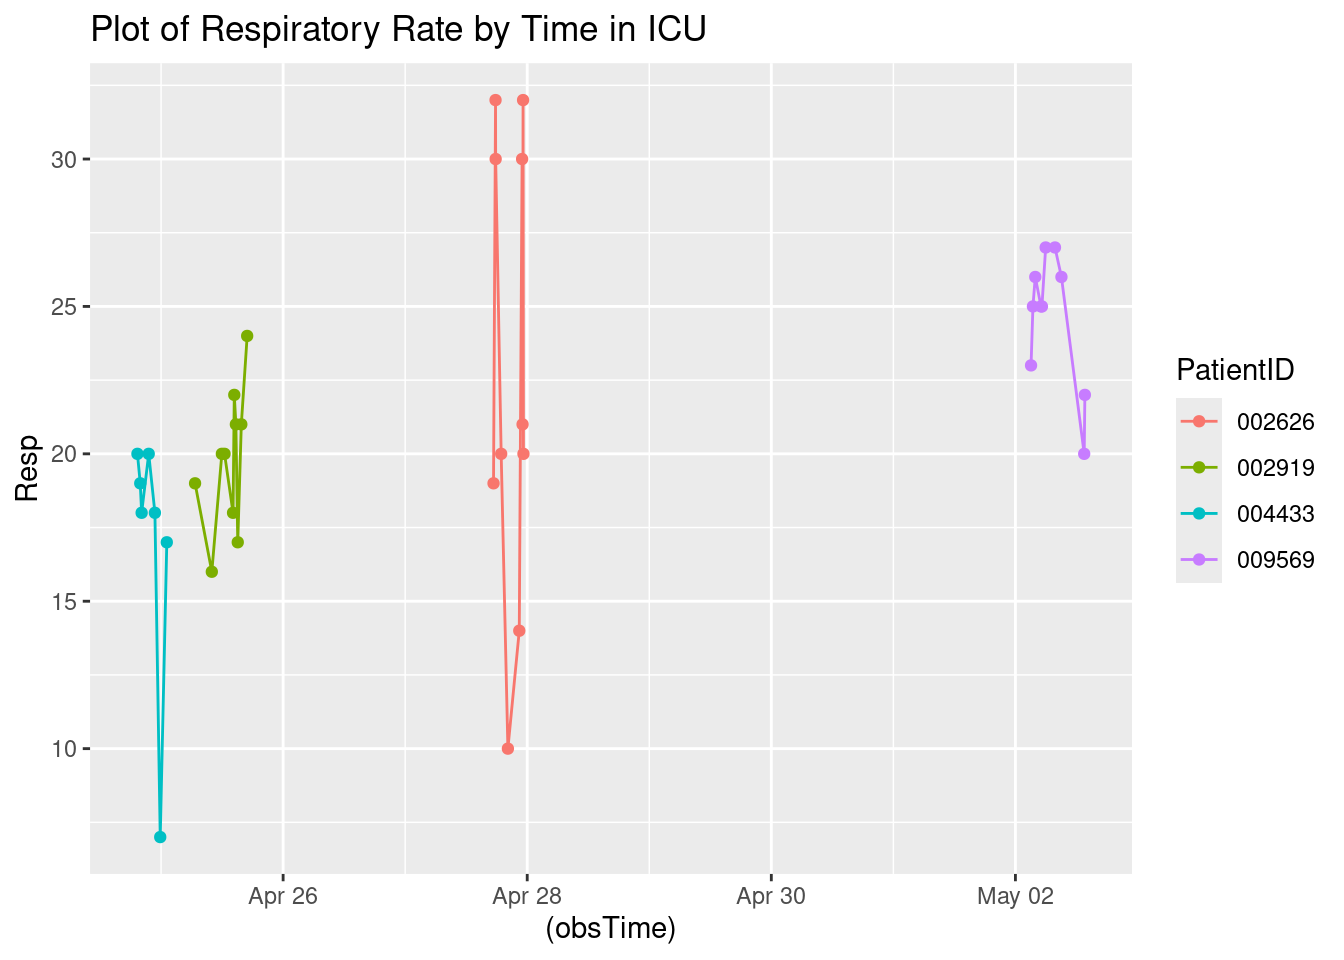 Plot of Respiratory Rate by Time in ICU
30
25
20
15
10
Resp
Apr 26
Apr 28
Apr 30
May 02
(obsTime)
PatientID
002626
002919
004433
009569